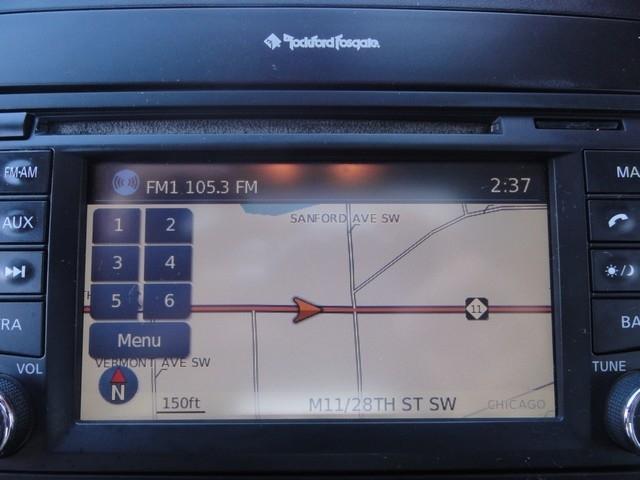 Rockford Fosgate
FM-AM
AUX
VOL
FM1 105.3 FM
2:37
1 2
3 4
5 6
Menu
SANFORD AVE SW
11
VERMONT AVE SW
N
150ft
M11/28TH ST SW
CHICAGO
TUNE